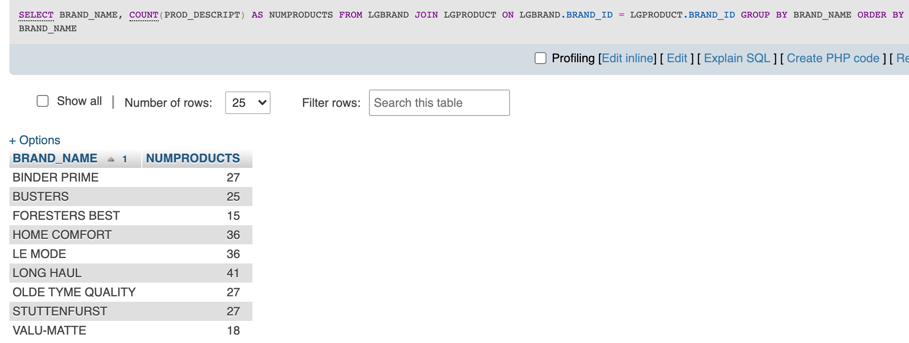 SELECT BRAND_NAME, COUNT(PROD_DESCRIPT) AS NUMPRODUCTS FROM LGBRAND JOIN LGPRODUCT ON LGBRAND.BRAND_ID = LGPRODUCT.BRAND_ID GROUP BY BRAND_NAME ORDER BY
BRAND_NAME
Profiling [Edit inline] [ Edit ] [ Explain SQL ] [ Create PHP code ] [ Re
Show all | Number of rows: 25 Filter rows: Search this table
+ Options
BRAND_NAME 1 NUMPRODUCTS
BINDER PRIME 27
BUSTERS 25
FORESTERS BEST 15
HOME COMFORT 36
LE MODE 36
LONG HAUL 41
OLDE TYME QUALITY 27
STUTTENFURST 27
VALU-MATTE 18